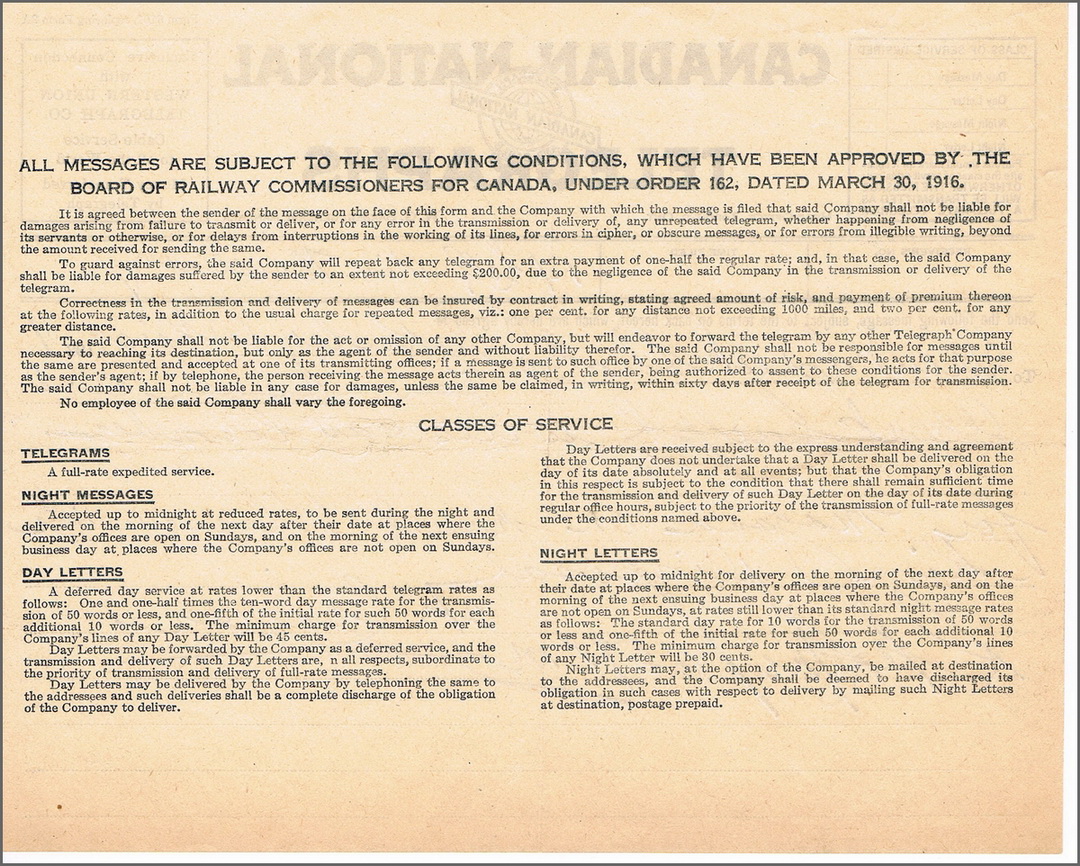 CANADIAN NATIONAL
ALL MESSAGES ARE SUBJECT TO THE FOLLOWING CONDITIONS, WHICH HAVE BEEN APPROVED BY THE
BOARD OF RAILWAY COMMISSIONERS FOR CANADA, UNDER ORDER 162, DATED MARCH 30, 1916.
It is agreed between the sender of the message on the face of this form and the Company with which the message is filed that said Company shall not be liable for
damages arising from failure to transmit or deliver, or for any error in the transmission or delivery of, any unrepeated telegram, whether happening from negligence of
its servants or otherwise, or for delays from interruptions in the working of its lines, for errors in cipher, or obscure messages, or for errors from illegible writing, beyond
the amount received for sending the same.
To guard against errors, the said Company will repeat back any telegram for an extra payment of one-half the regular rate; and, in that case, the said Company
shall be liable for damages suffered by the sender to an extent not exceeding $200.00, due to the negligence of the said Company in the transmission or delivery of the
telegram.
Correctness in the transmission and delivery of messages can be insured by contract in writing, stating agreed amount of risk, and payment of premium thereon
at the following rates, in addition to the usual charge for repeated messages, viz.: one per cent. for any distance not exceeding 1000 miles, and two per cent. for any
greater distance.
The said Company shall not be liable for the act or omission of any other Company, but will endeavor to forward the telegram by any other Telegraph Company
necessary to reaching its destination, but only as the agent of the sender and without liability therefor. The said Company shall not be responsible for messages until
the same are presented and accepted at one of its transmitting offices; if a message is sent to such office by one of the said Company's messengers, he acts for that purpose
as the sender's agent; if by telephone, the person receiving the message acts therein as agent of the sender, being authorized to assent to these conditions for the sender.
The said Company shall not be liable in any case for damages, unless the same be claimed, in writing, within sixty days after receipt of the telegram for transmission.
No employee of the said Company shall vary the foregoing.
CLASSES OF SERVICE
TELEGRAMS
A full-rate expedited service.
NIGHT MESSAGES
Accepted up to midnight at reduced rates, to be sent during the night and
delivered on the morning of the next day after their date at places where the
Company's offices are open on Sundays, and on the morning of the next ensuing
business day at places where the Company's offices are not open on Sundays.
DAY LETTERS
A deferred day service at rates lower than the standard telegram rates as
follows: One and one-half times the ten-word day message rate for the transmis-
sion of 50 words or less, and one-fifth of the initial rate for such 50 words for each
additional 10 words or less. The minimum charge for transmission over the
Company's lines of any Day Letter will be 45 cents.
Day Letters may be forwarded by the Company as a deferred service, and the
transmission and delivery of such Day Letters are, n all respects, subordinate to
the priority of transmission and delivery of full-rate messages.
Day Letters may be delivered by the Company by telephoning the same to
the addressees and such deliveries shall be a complete discharge of the obligation
of the Company to deliver.
Day Letters are received subject to the express understanding and agreement
that the Company does not undertake that a Day Letter shall be delivered on the
day of its date absolutely and at all events; but that the Company's obligation
in this respect is subject to the condition that there shall remain sufficient time
for the transmission and delivery of such Day Letter on the day of its date during
regular office hours, subject to the priority of the transmission of full-rate messages
under the conditions named above.
NIGHT LETTERS
Accepted up to midnight for delivery on the morning of the next day after
their date at places where the Company's offices are open on Sundays, and on the
morning of the next ensuing business day at places where the Company's offices
are not open on Sundays, at rates still lower than its standard night message rates
as follows: The standard day rate for 10 words for the transmission of 50 words
or less and one-fifth of the initial rate for such 50 words for each additional 10
words or less. The minimum charge for transmission over the Company's lines
of any Night Letter will be 30 cents.
Night Letters may, at the option of the Company, be mailed at destination
to the addressees, and the Company shall be deemed to have discharged its
obligation in such cases with respect to delivery by mailing such Night Letters
at destination, postage prepaid.